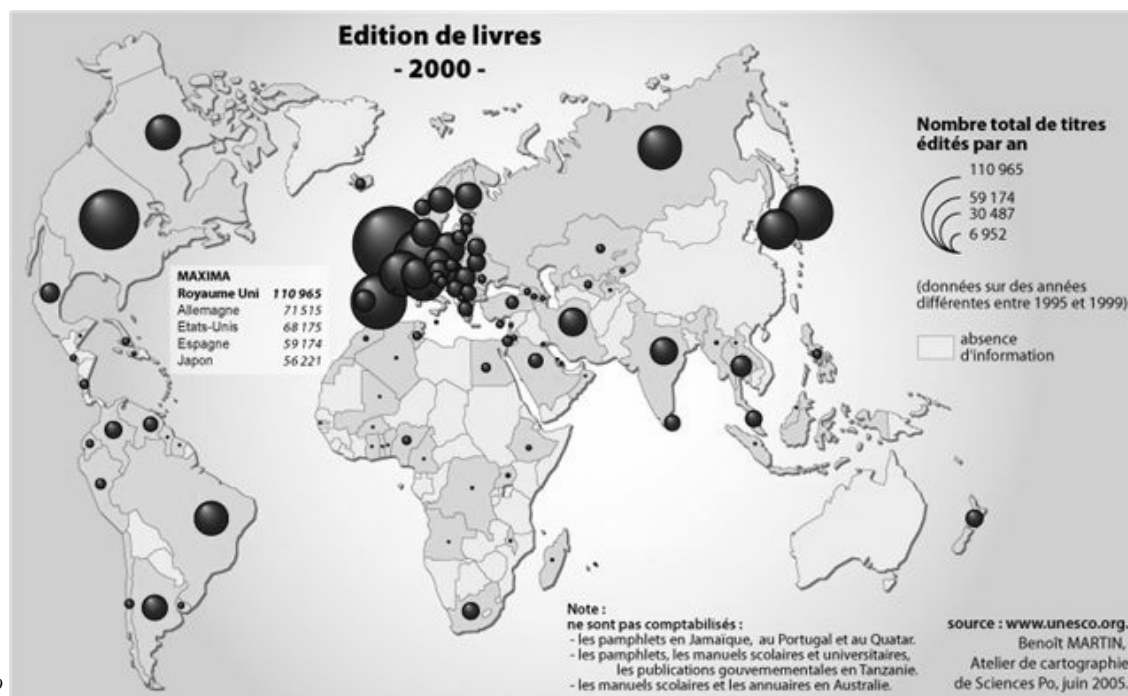 Edition de livres
- 2000 -
Nombre total de titres
édités par an
110 965
59 174
30 487
6 952
(données sur des années
différentes entre 1995 et 1999)
absence
d'information
MAXIMA
Royaume Uni 110 965
Allemagne 71 515
Etats-Unis 68 175
Espagne 59 174
Japon 56 221
Note :
ne sont pas comptabilisés :
- les pamphlets en Jamaïque, au Portugal et au Quatar.
- les pamphlets, les manuels scolaires et universitaires,
les publications gouvernementales en Tanzanie.
- les manuels scolaires et les annuaires en Australie.
source : www.unesco.org.
Benoît MARTIN,
Atelier de cartographie
de Sciences Po, juin 2005.